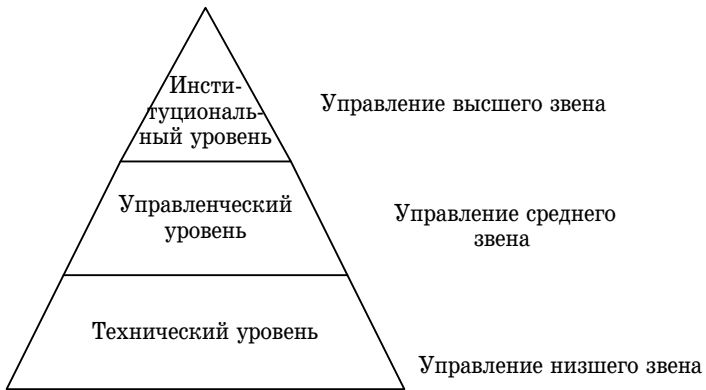 Инсти-
туциональ-
ный уровень
Управление высшего звена
Управленческий
уровень
Управление среднего
звена
Технический уровень
Управление низшего звена